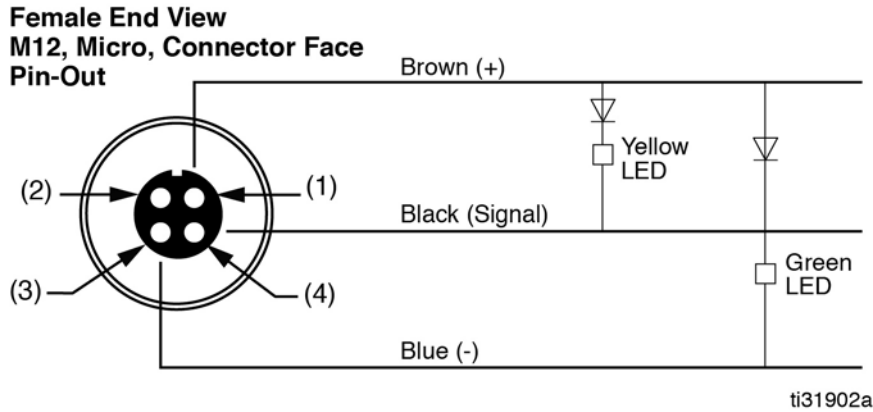 Female End View
M12, Micro, Connector Face
Pin-Out
Brown (+)
Yellow
LED
(2)
(1)
Black (Signal)
Green
LED
(3)
(4)
Blue (-)
ti31902a